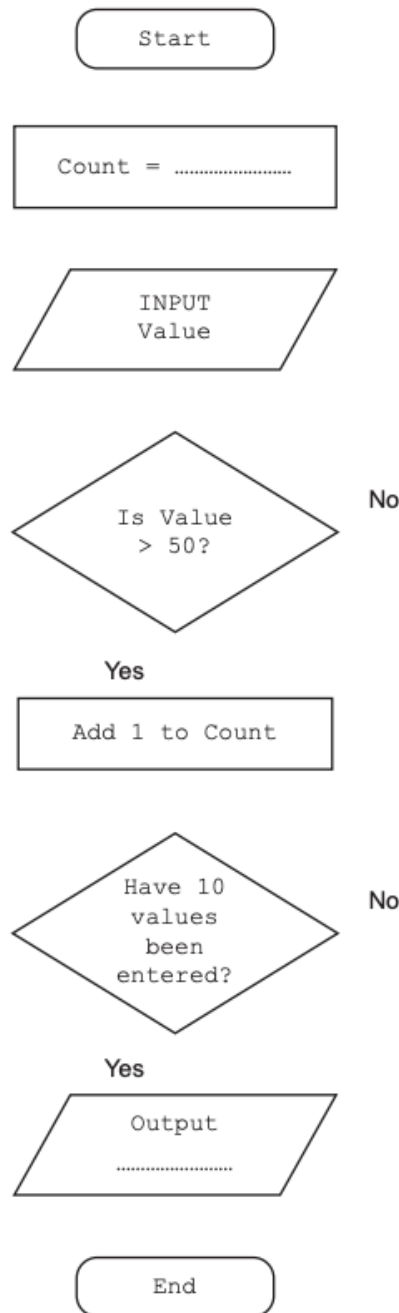 Start
Count = ........................
INPUT
Value
Is Value
> 50?
No
Yes
Add 1 to Count
Have 10
values
been
entered?
No
Yes
Output
........................
End